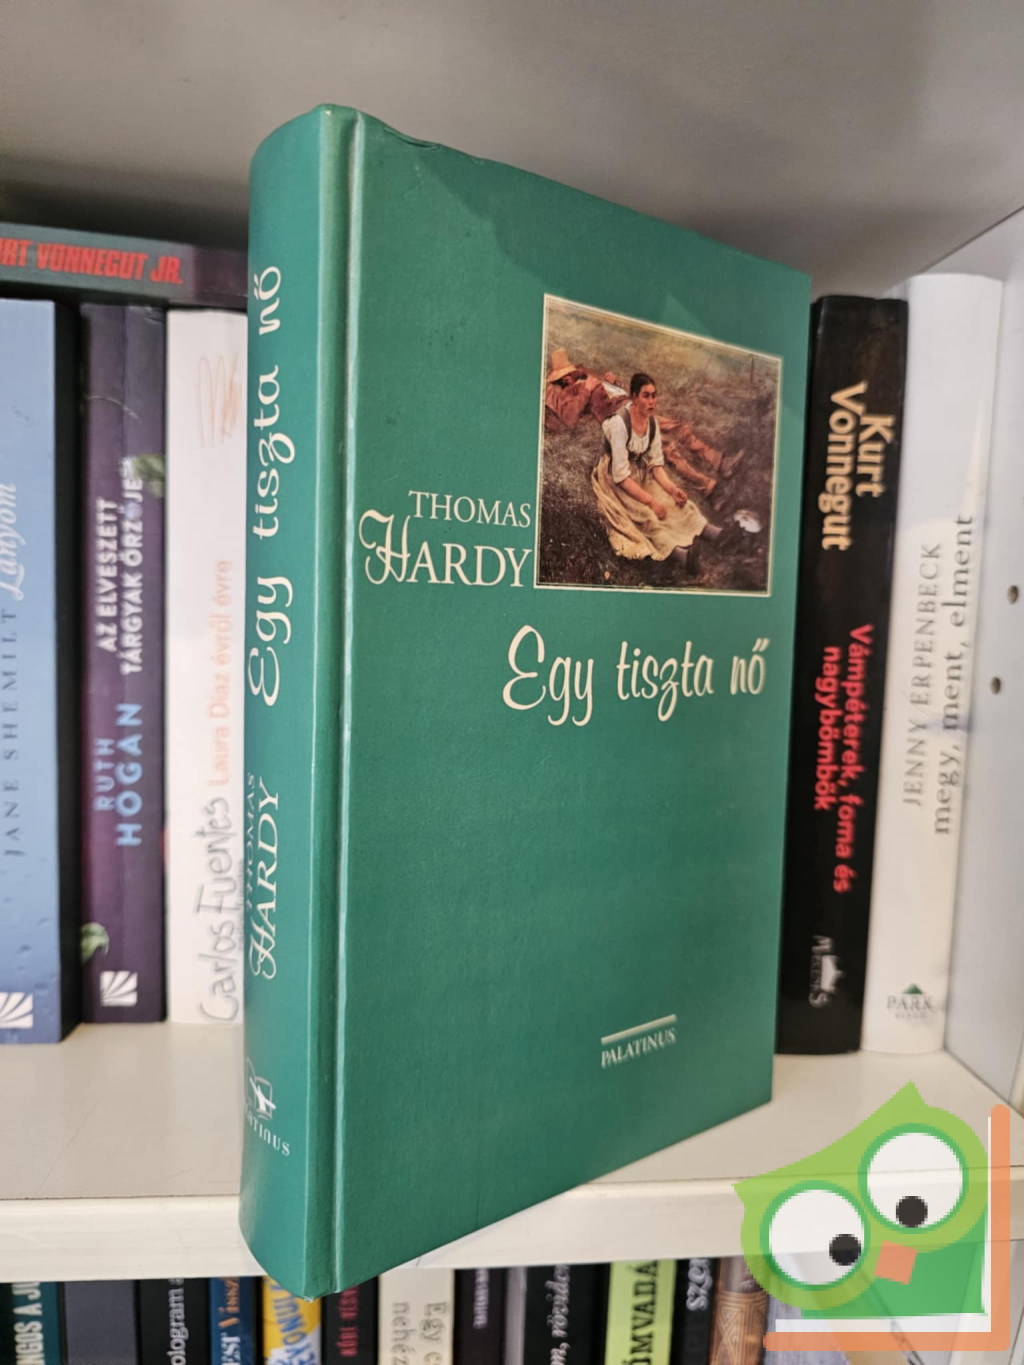 THOMAS
HARDY
Egy tiszta nő
PALATINUS
THOMAS
HARDY
Egy tiszta nő
VONNEGUT JR.
JANE SHEMILT
Lányom
RUTH
HOGAN
AZ ELVESZETT
TÁRGYAK ŐRZŐJE
Carlos Fuentes
Laura Díaz évről évre
Kurt
Vonnegut
Vámpéterek, foma és
nagybömbök
JENNY ERPENBECK
megy, ment, elment
PARK
KIADÓ